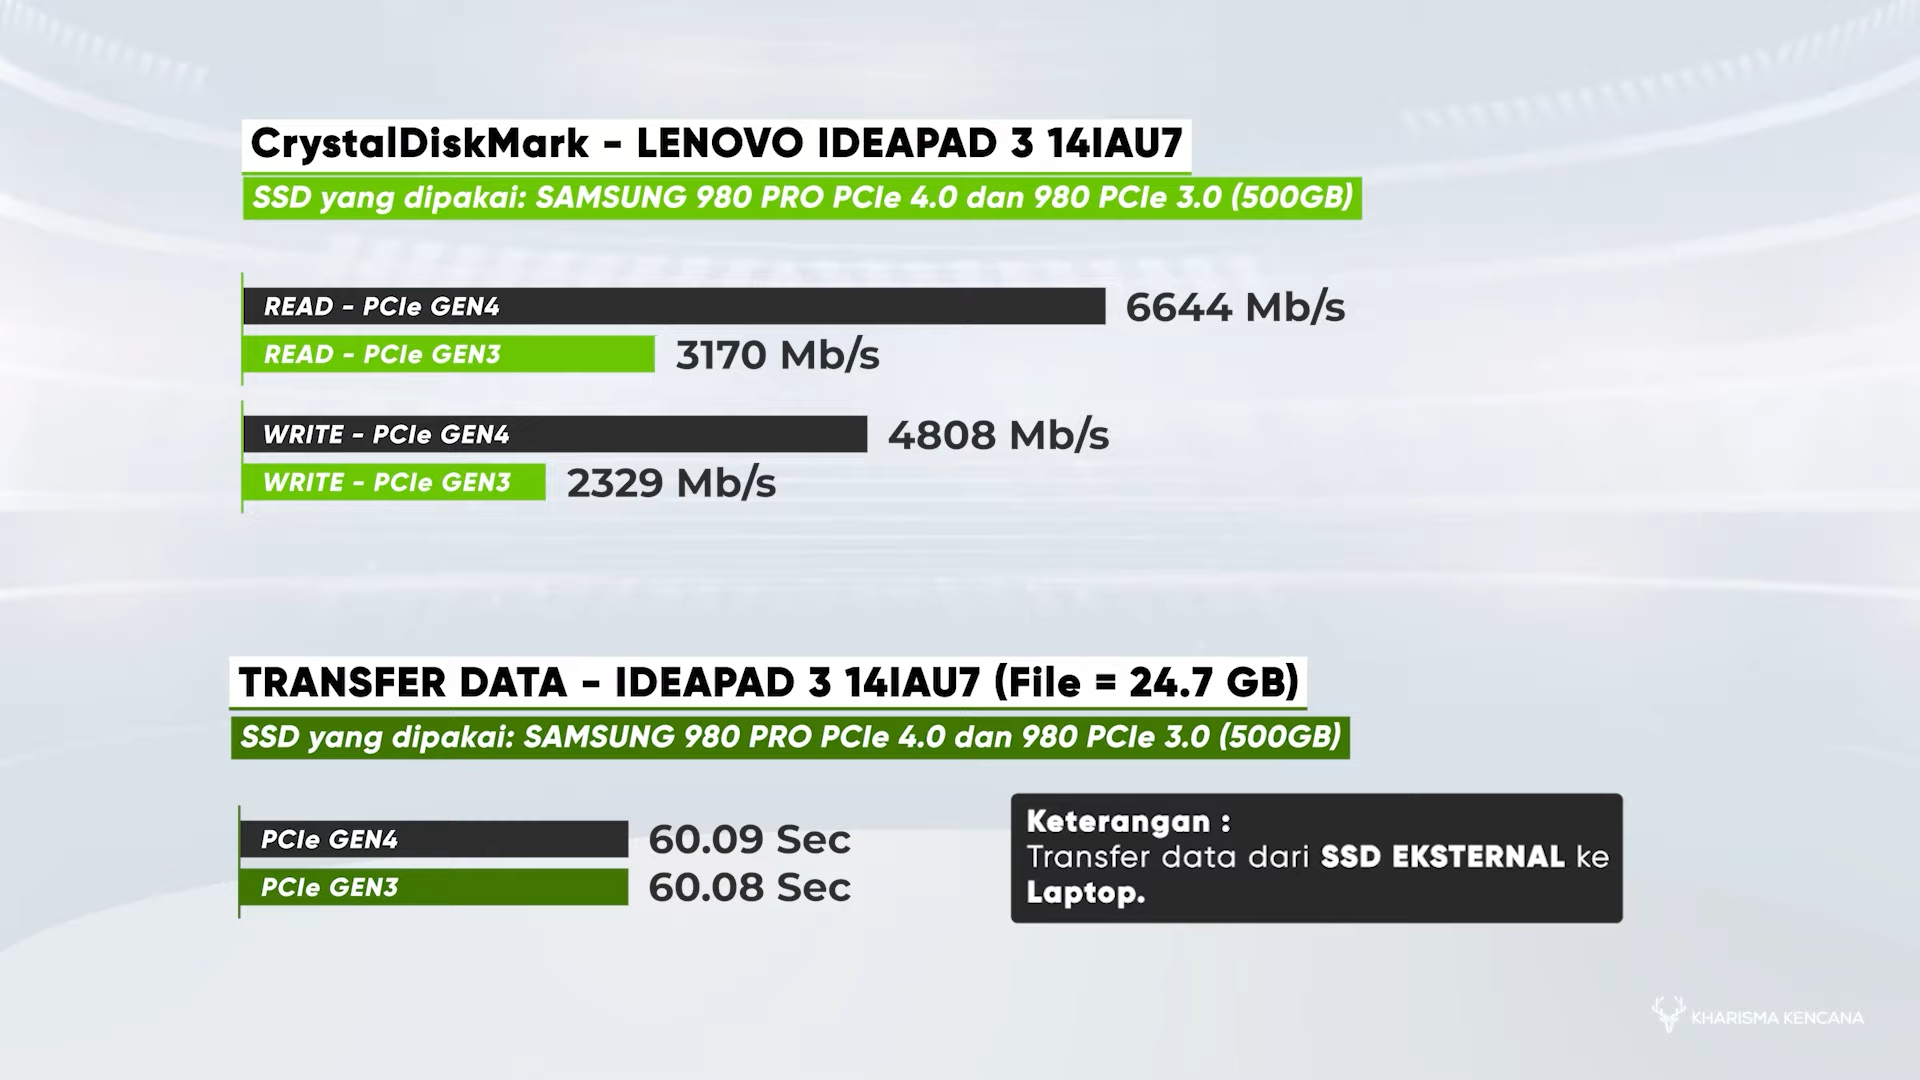 CrystalDiskMark - LENOVO IDEAPAD 3 14IAU7
SSD yang dipakai: SAMSUNG 980 PRO PCIe 4.0 dan 980 PCIe 3.0 (500GB)
READ - PCIe GEN4 6644 Mb/s
READ - PCIe GEN3 3170 Mb/s
WRITE - PCIe GEN4 4808 Mb/s
WRITE - PCIe GEN3 2329 Mb/s
TRANSFER DATA - IDEAPAD 3 14IAU7 (File = 24.7 GB)
SSD yang dipakai: SAMSUNG 980 PRO PCIe 4.0 dan 980 PCIe 3.0 (500GB)
PCIe GEN4 60.09 Sec
PCIe GEN3 60.08 Sec
Keterangan :
Transfer data dari SSD EKSTERNAL ke
Laptop.
KHARISMA KENCANA